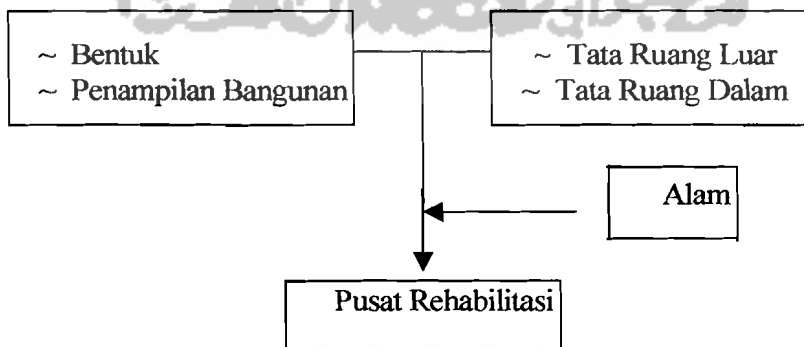 ~ Bentuk
~ Penampilan Bangunan
~ Tata Ruang Luar
~ Tata Ruang Dalam
Alam
Pusat Rehabilitasi